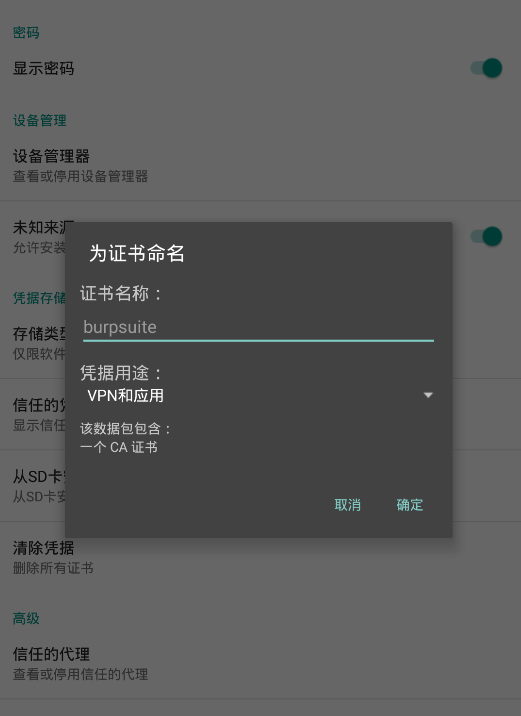 密码
显示密码
设备管理
设备管理器
查看或停用设备管理器
未知来源
允许安装
为证书命名
证书名称：
burpsuite
凭据用途：
VPN和应用
该数据包包含：
一个 CA 证书
取消
确定
凭据存储
存储类型
仅限软件
信任的凭
显示信任
从SD卡安
从SD卡安
清除凭据
删除所有证书
高级
信任的代理
查看或停用信任的代理